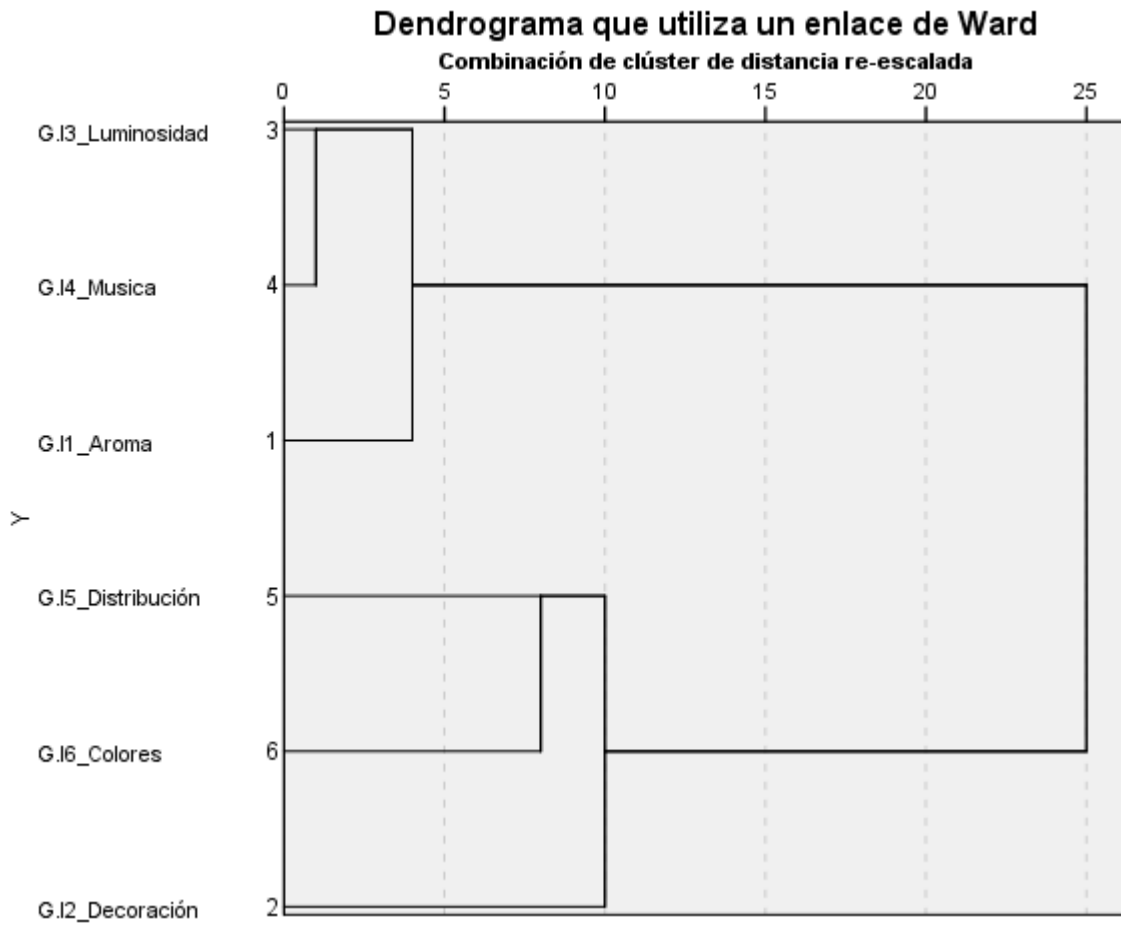 Dendrograma que utiliza un enlace de Ward
Combinación de clúster de distancia re-escalada
0 5 10 15 20 25
G.I3_Luminosidad 3
G.I4_Musica 4
G.I1_Aroma 1
Y
G.I5_Distribución 5
G.I6_Colores 6
G.I2_Decoración 2